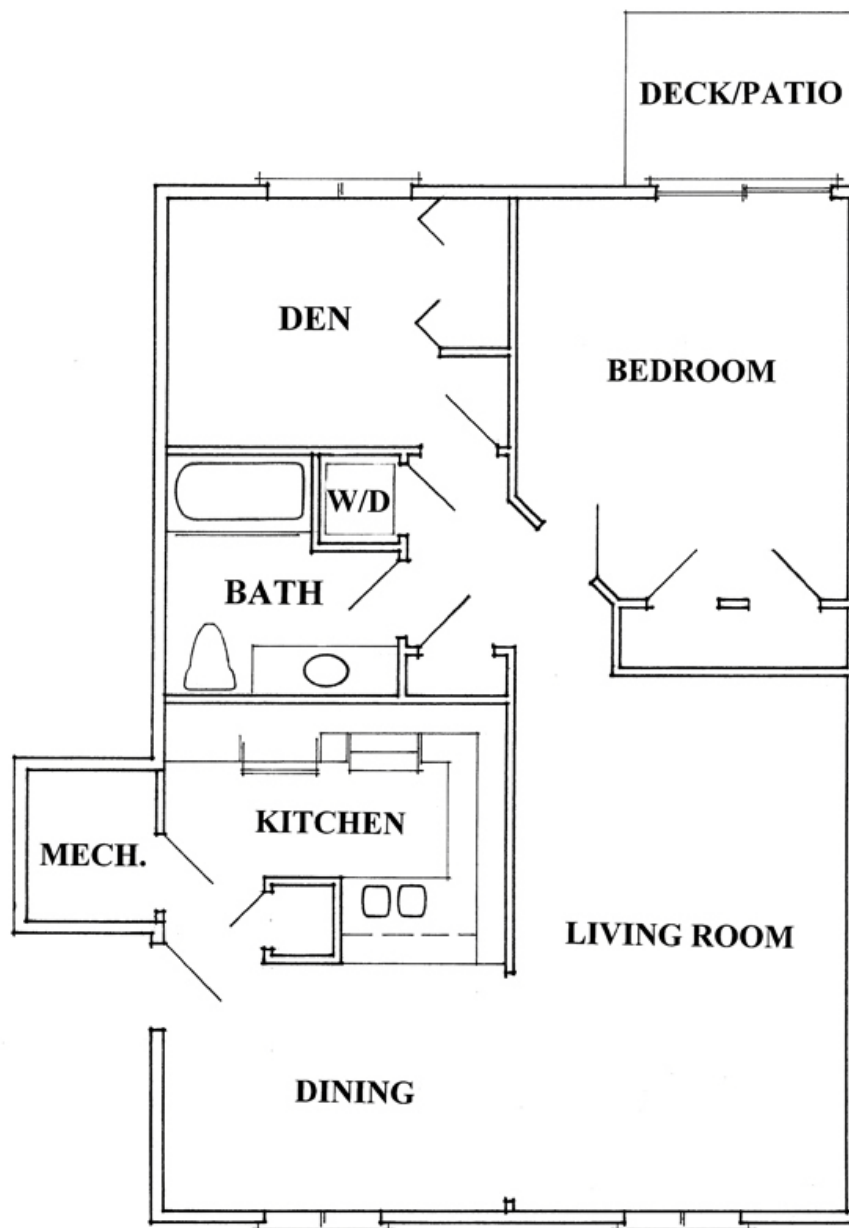 DECK/PATIO
DEN
BEDROOM
W/D
BATH
KITCHEN
MECH.
LIVING ROOM
DINING